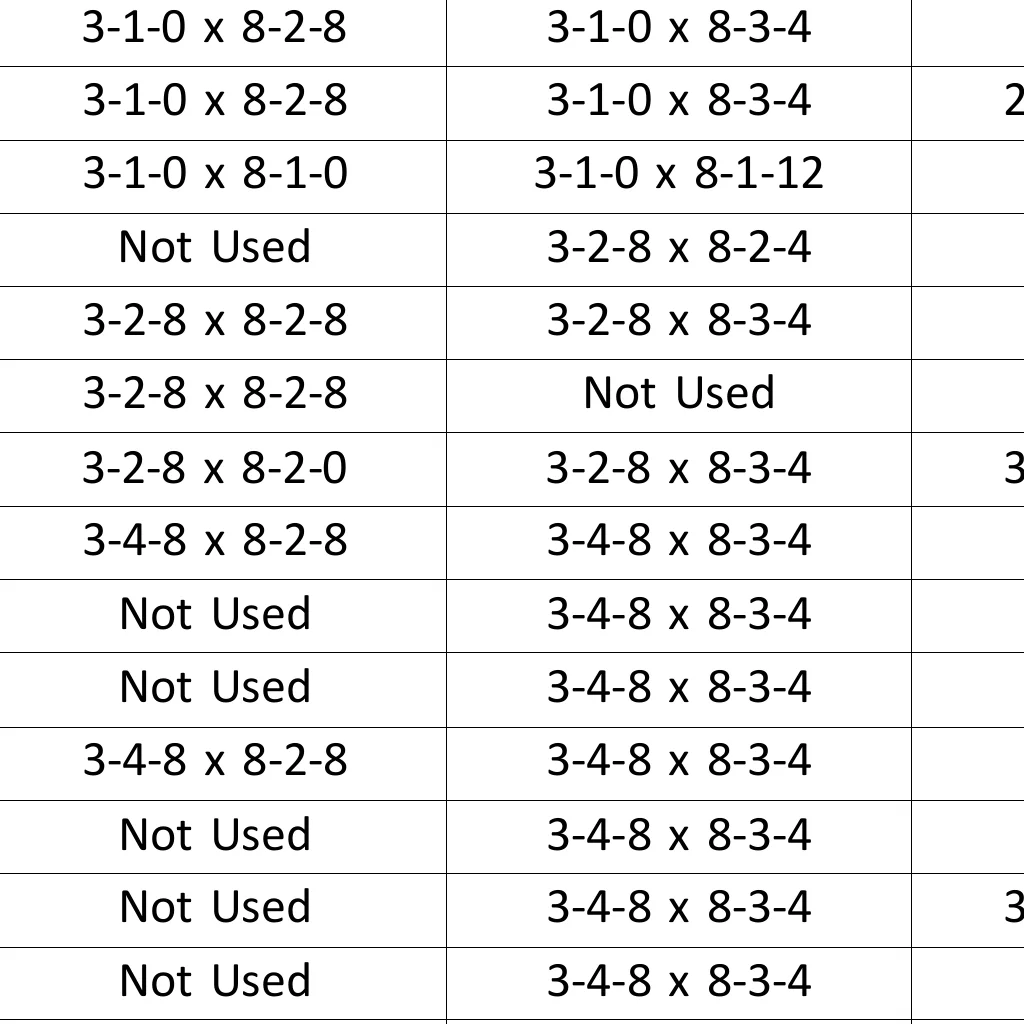 3-1-0 x 8-2-8 3-1-0 x 8-3-4
3-1-0 x 8-2-8 3-1-0 x 8-3-4 2
3-1-0 x 8-1-0 3-1-0 x 8-1-12
Not Used 3-2-8 x 8-2-4
3-2-8 x 8-2-8 3-2-8 x 8-3-4
3-2-8 x 8-2-8 Not Used
3-2-8 x 8-2-0 3-2-8 x 8-3-4 3
3-4-8 x 8-2-8 3-4-8 x 8-3-4
Not Used 3-4-8 x 8-3-4
Not Used 3-4-8 x 8-3-4
3-4-8 x 8-2-8 3-4-8 x 8-3-4
Not Used 3-4-8 x 8-3-4
Not Used 3-4-8 x 8-3-4 3
Not Used 3-4-8 x 8-3-4